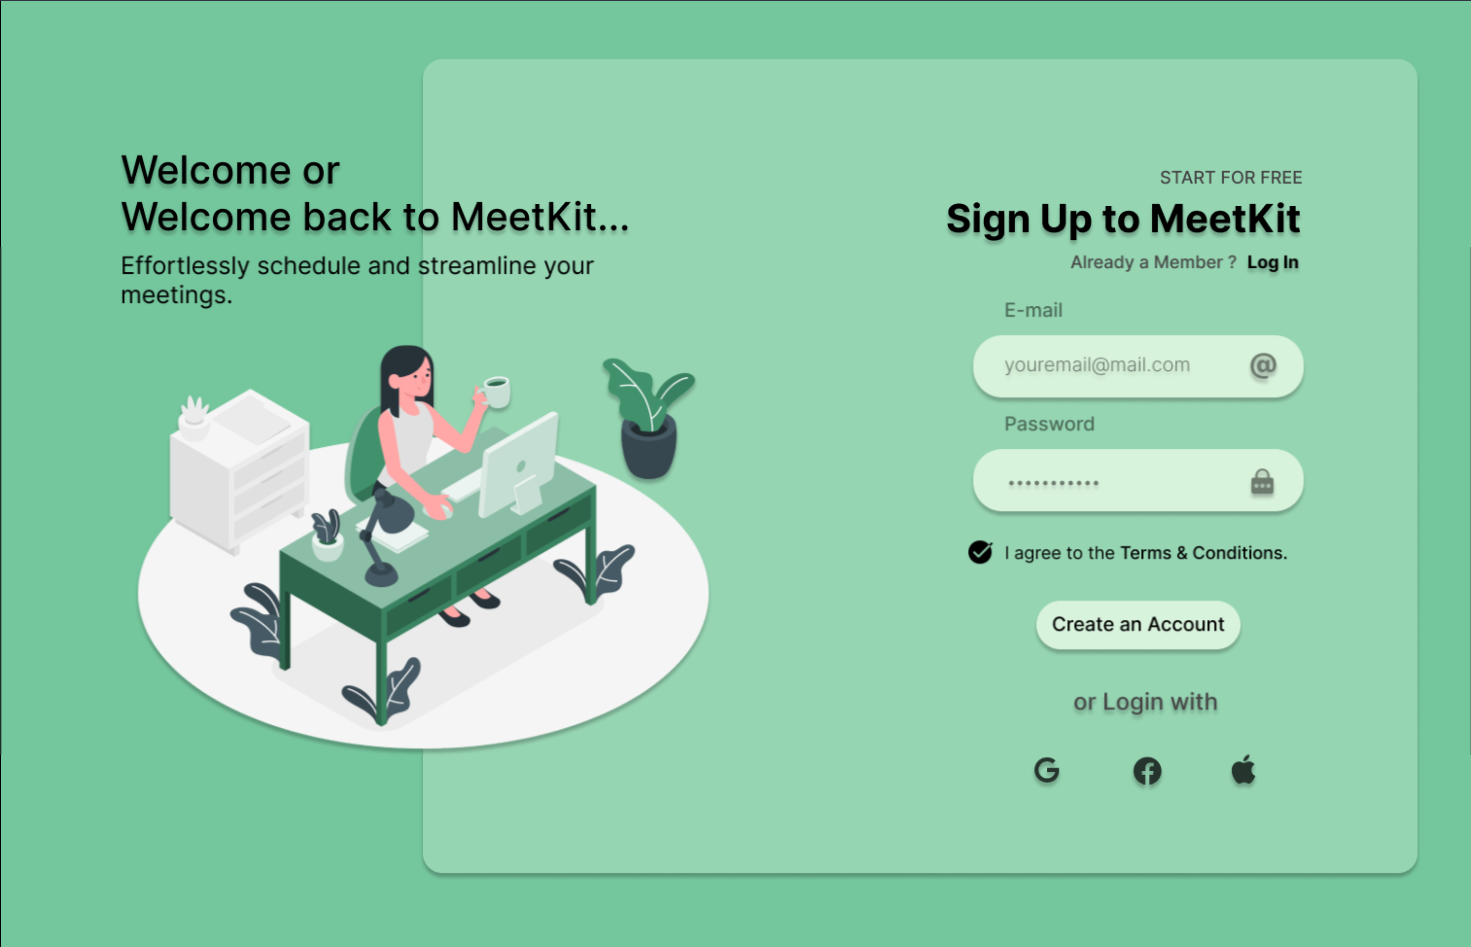 Welcome or
Welcome back to MeetKit...
Effortlessly schedule and streamline your
meetings.
START FOR FREE
Sign Up to MeetKit
Already a Member ? Log In
E-mail
youremail@mail.com
Password
I agree to the Terms & Conditions.
Create an Account
or Login with